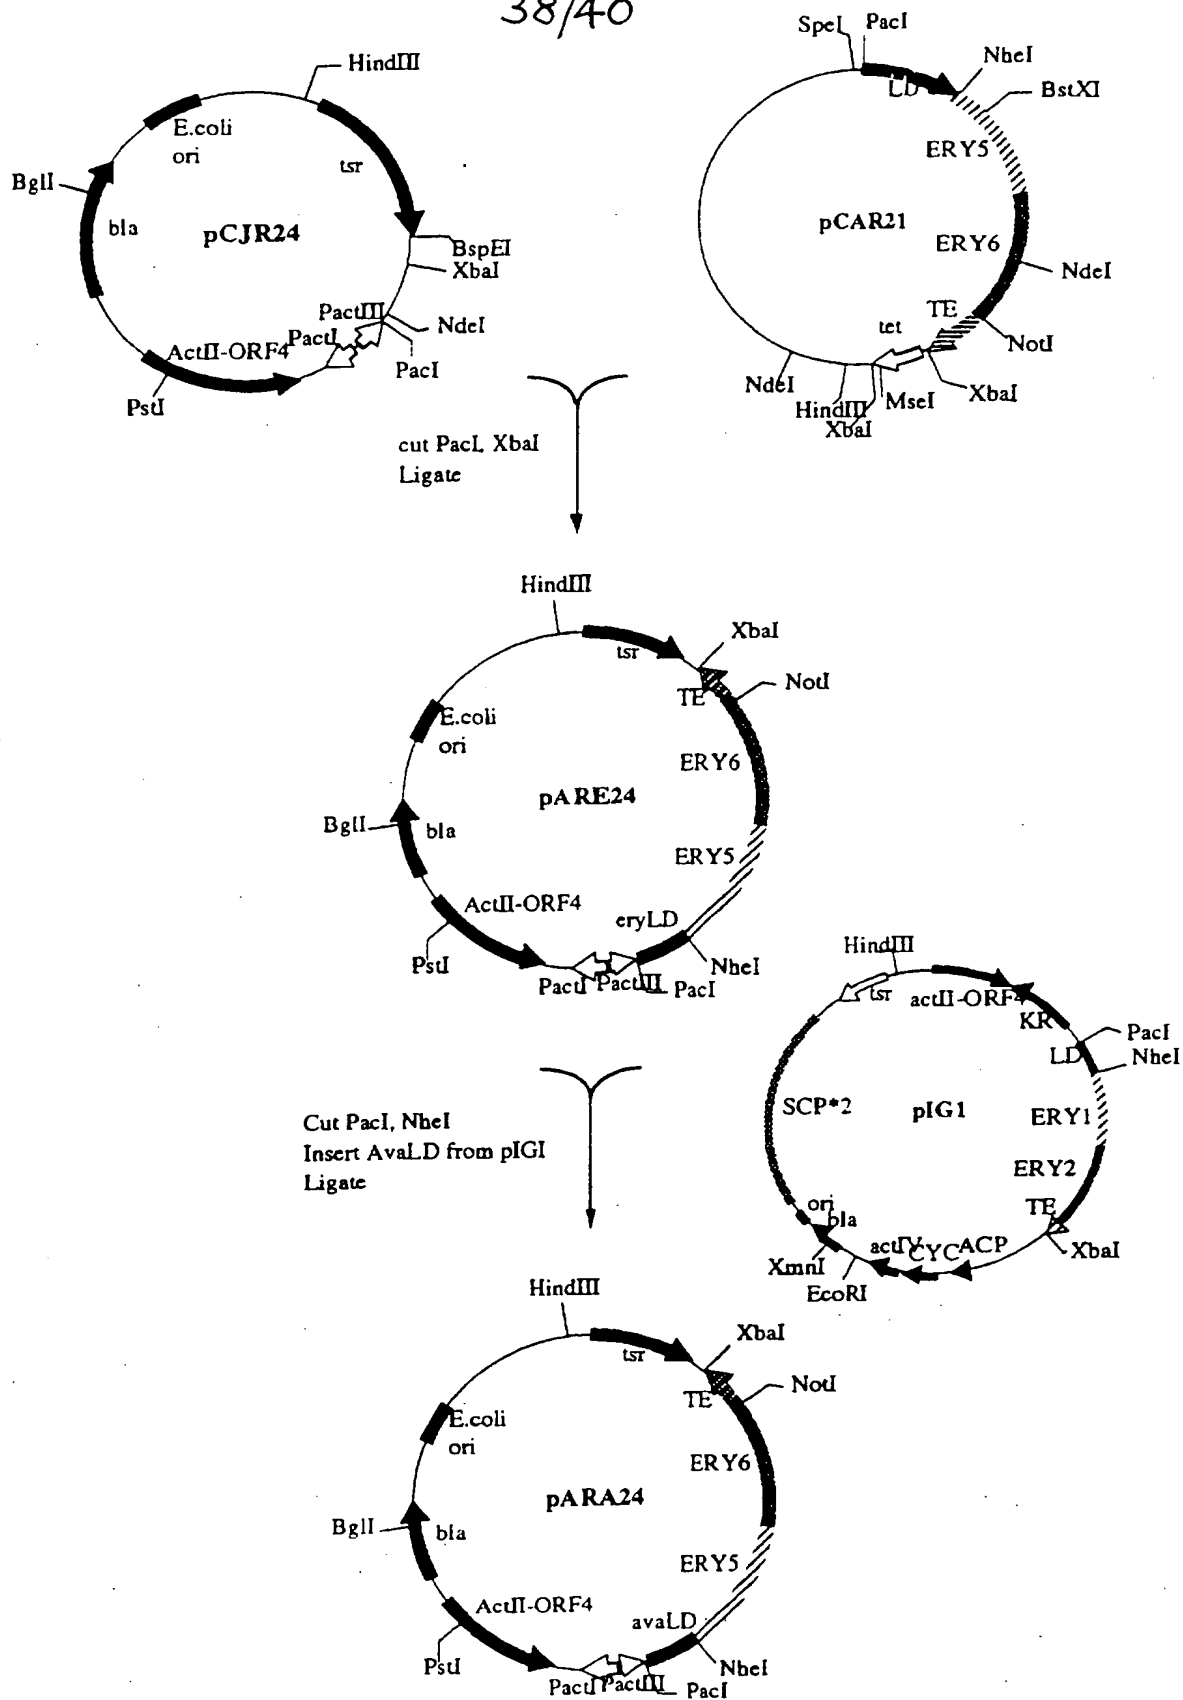 38/40
HindIII
E.coli
ori
tsr
BglI
bla
pCJR24
BspEI
XbaI
PactIII
NdeI
PactI
ActII-ORF4
PacI
PstI
SpeI
PacI
NheI
LD
BstXI
ERY5
pCAR21
ERY6
NdeI
TE
tet
NotI
NdeI
XbaI
HindIII
MseI
XbaI
cut PacI, XbaI
Ligate
HindIII
tsr
XbaI
TE
NotI
E.coli
ori
ERY6
pARE24
BglI
bla
ERY5
ActII-ORF4
eryLD
PstI
NheI
PactI
PactIII
PacI
HindIII
tsr
actII-ORF4
KR
PacI
LD
NheI
SCP*2
pIG1
ERY1
ERY2
ori
bla
TE
actIV
CYC
ACP
XbaI
XmnI
EcoRI
Cut PacI, NheI
Insert AvaLD from pIGI
Ligate
HindIII
tsr
XbaI
TE
NotI
E.coli
ori
ERY6
pARA24
BglI
bla
ERY5
ActII-ORF4
avaLD
PstI
NheI
PactI
PactIII
PacI